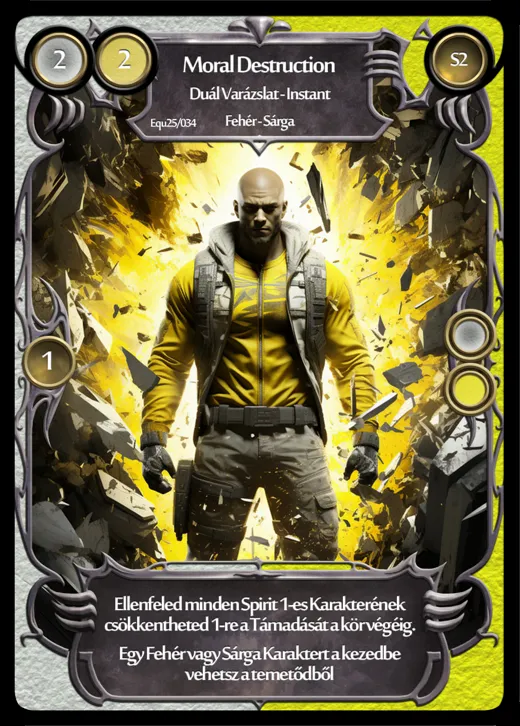 2
2
Moral Destruction
S2
Duál Varázslat - Instant
Equ25/034
Fehér - Sárga
1
Ellenfeled minden Spirit 1-es Karakterének
csökkentheted 1-re a Támadását a kör végéig.
Egy Fehér vagy Sárga Karaktert a kezedbe
vehetsz a temetődből